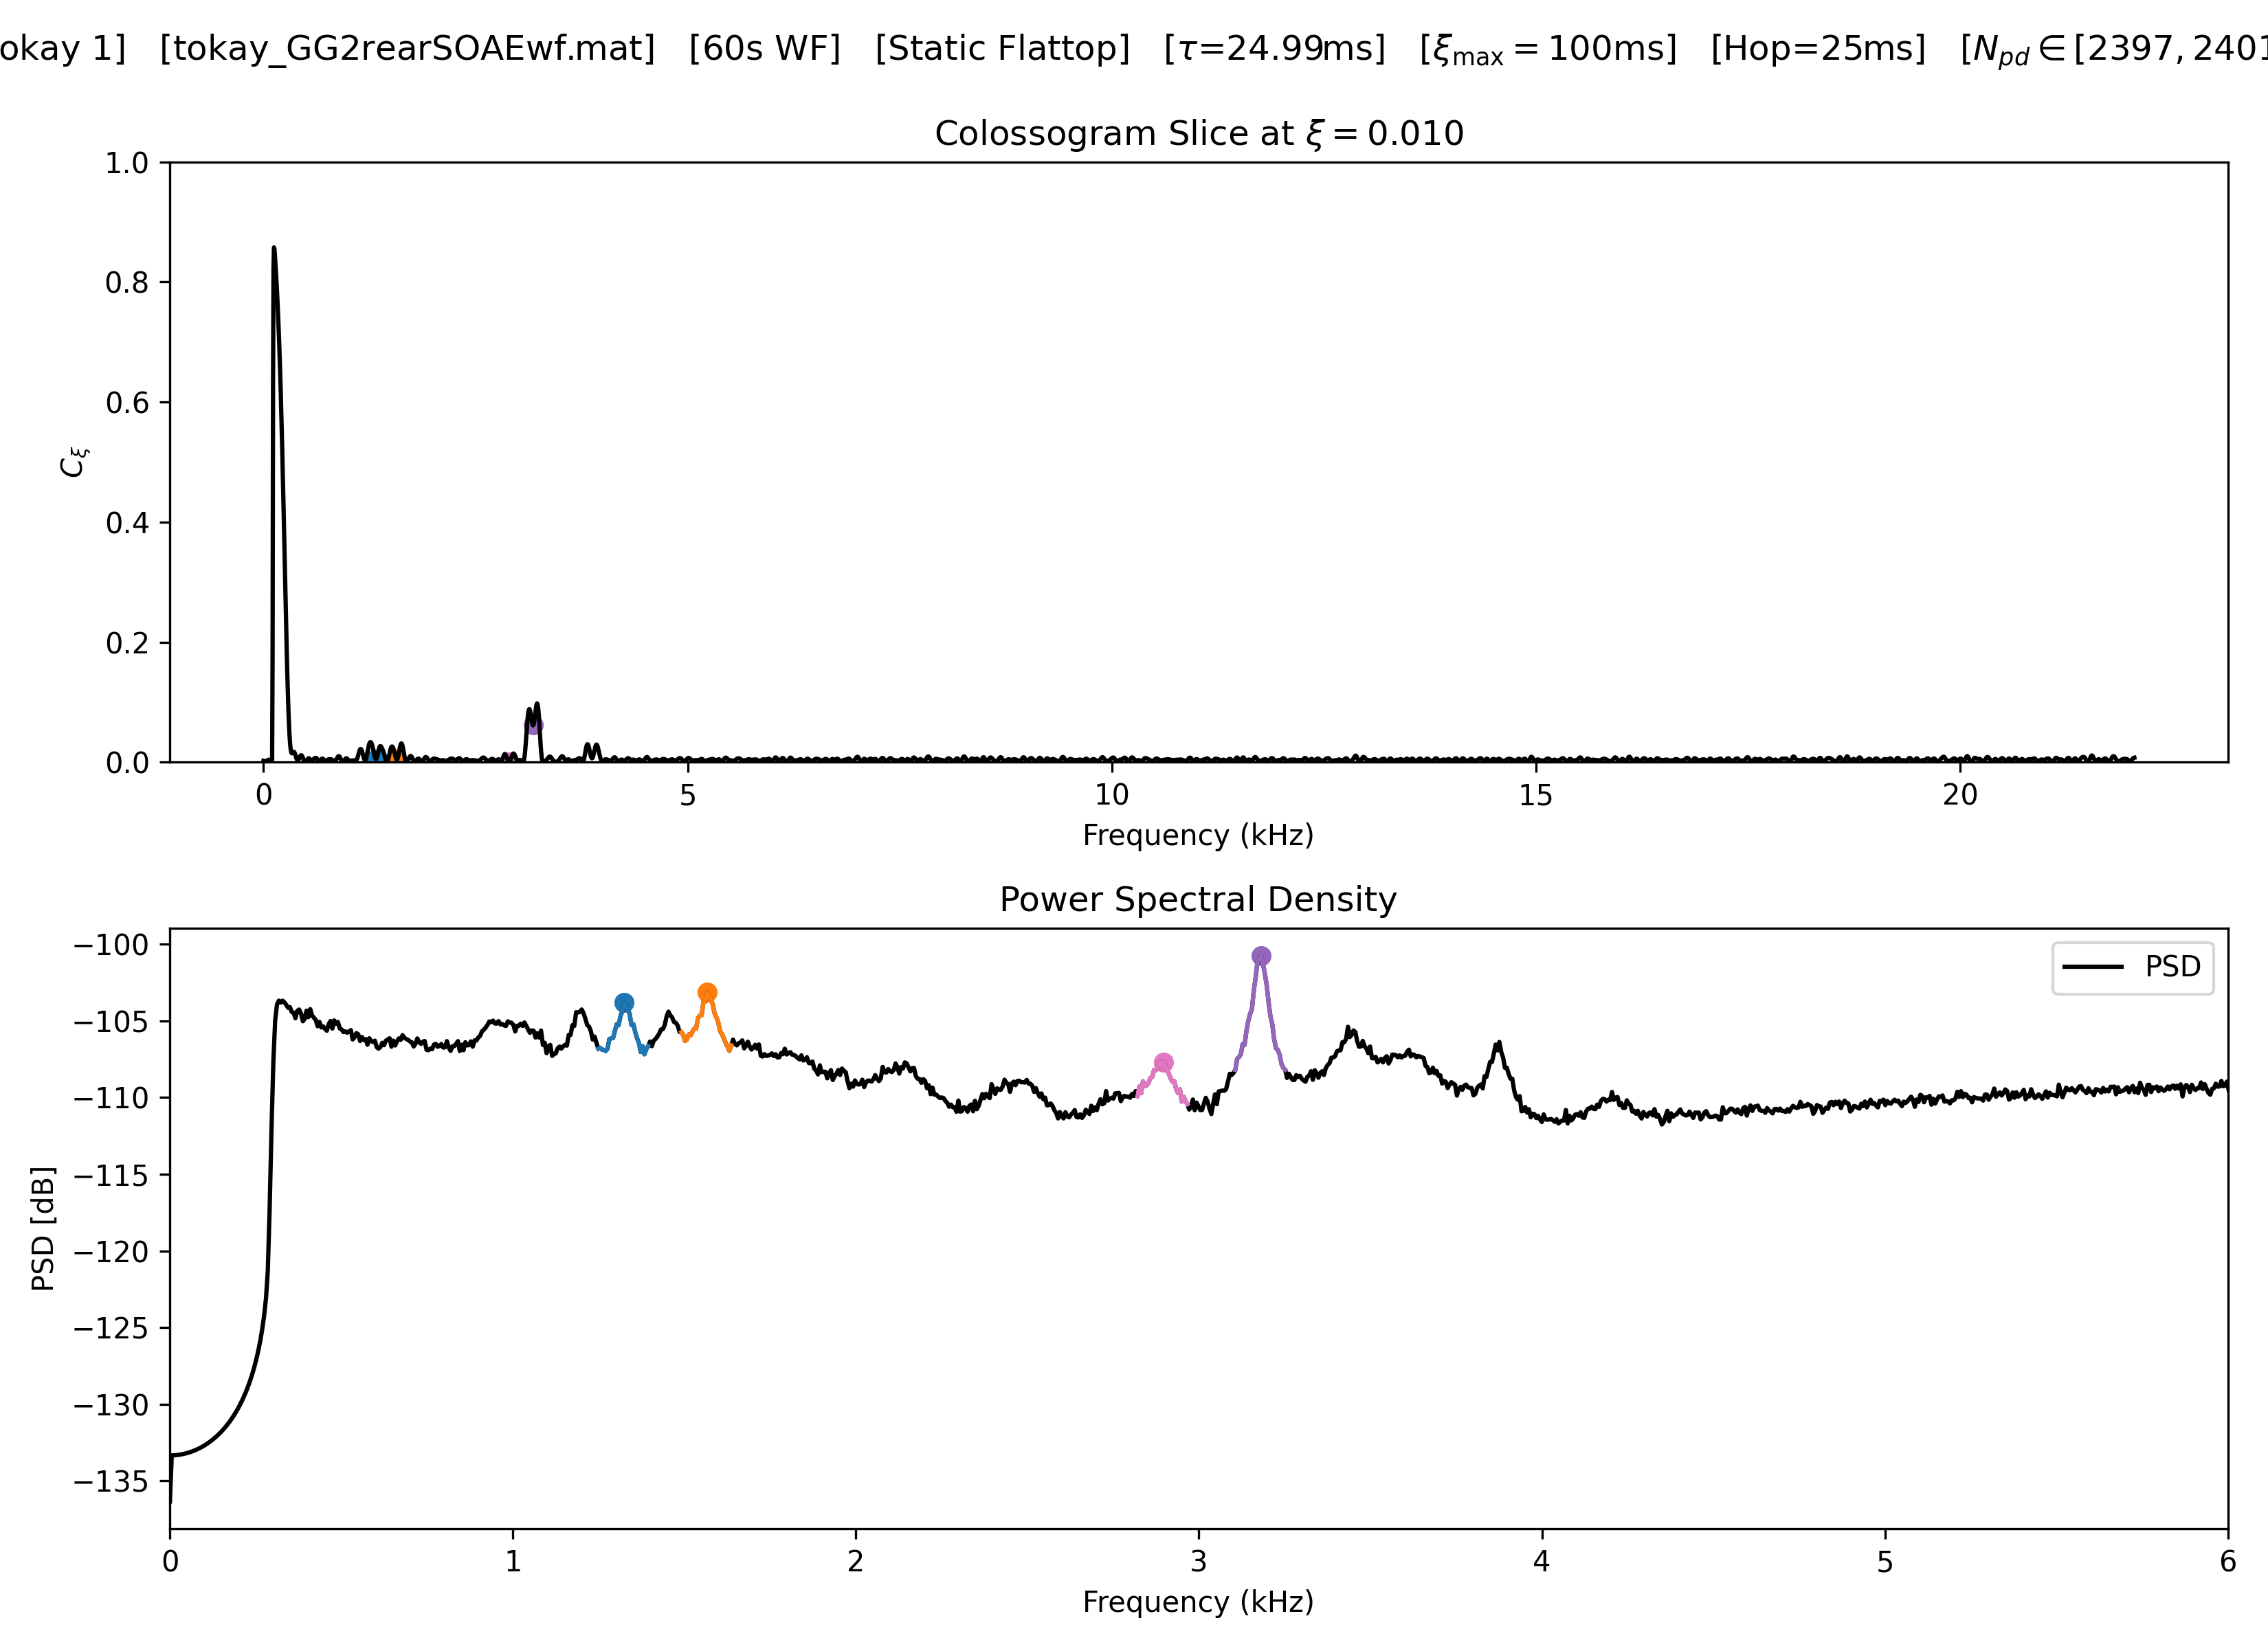 okay 1] [tokay_GG2rearSOAEwf.mat] [60s WF] [Static Flattop] [τ=24.99ms] [ξmax = 100ms] [Hop=25ms] [Npd ∈ [2397, 2401
Colossogram Slice at ξ = 0.010
1.0
0.8
0.6
0.4
0.2
0.0
Cξ
0 5 10 15 20
Frequency (kHz)
Power Spectral Density
PSD
−100
−105
−110
−115
−120
−125
−130
−135
PSD [dB]
0 1 2 3 4 5 6
Frequency (kHz)